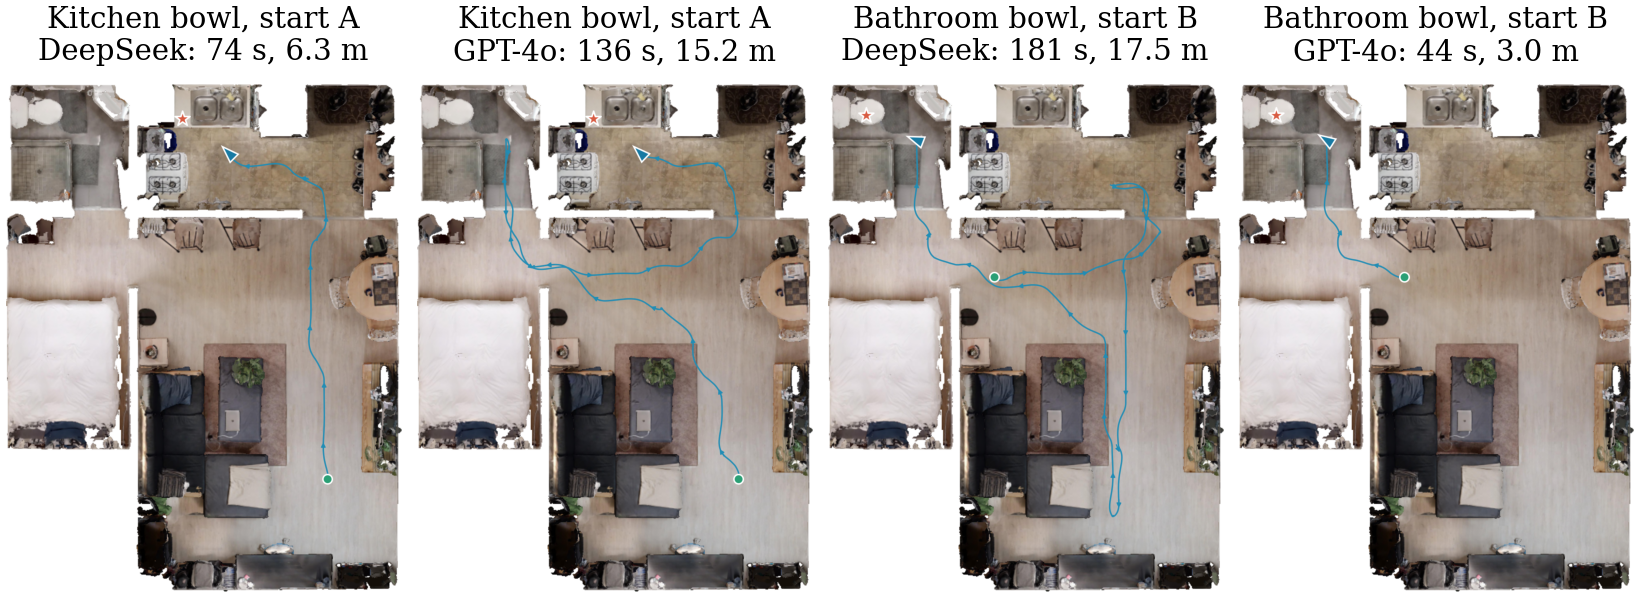 Kitchen bowl, start A
DeepSeek: 74 s, 6.3 m
Kitchen bowl, start A
GPT-4o: 136 s, 15.2 m
Bathroom bowl, start B
DeepSeek: 181 s, 17.5 m
Bathroom bowl, start B
GPT-4o: 44 s, 3.0 m